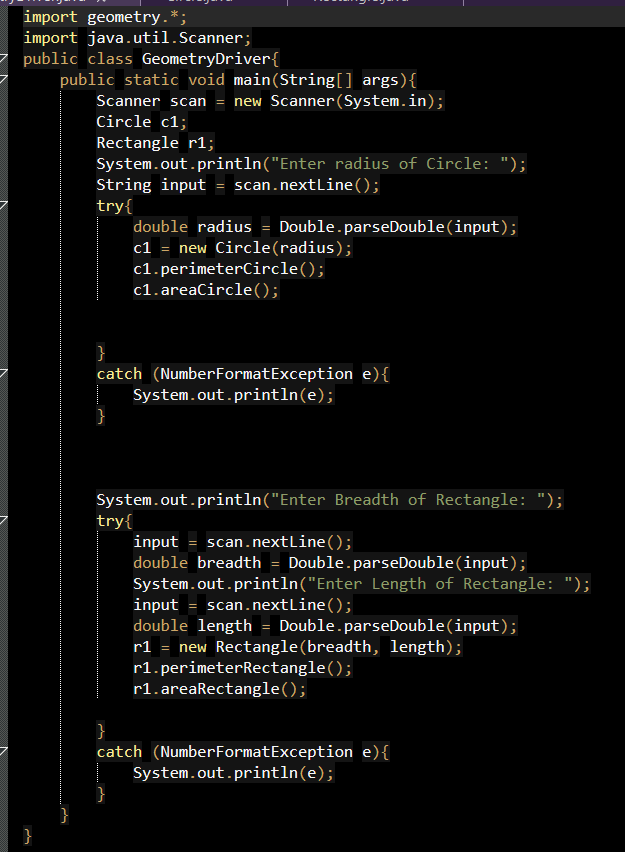 import geometry.*;
import java.util.Scanner;
public class GeometryDriver{
    public static void main(String[] args){
        Scanner scan = new Scanner(System.in);
        Circle c1;
        Rectangle r1;
        System.out.println("Enter radius of Circle: ");
        String input = scan.nextLine();
        try{
            double radius = Double.parseDouble(input);
            c1 = new Circle(radius);
            c1.perimeterCircle();
            c1.areaCircle();
        }
        catch (NumberFormatException e){
            System.out.println(e);
        }
        System.out.println("Enter Breadth of Rectangle: ");
        try{
            input = scan.nextLine();
            double breadth = Double.parseDouble(input);
            System.out.println("Enter Length of Rectangle: ");
            input = scan.nextLine();
            double length = Double.parseDouble(input);
            r1 = new Rectangle(breadth, length);
            r1.perimeterRectangle();
            r1.areaRectangle();
        }
        catch (NumberFormatException e){
            System.out.println(e);
        }
    }
}